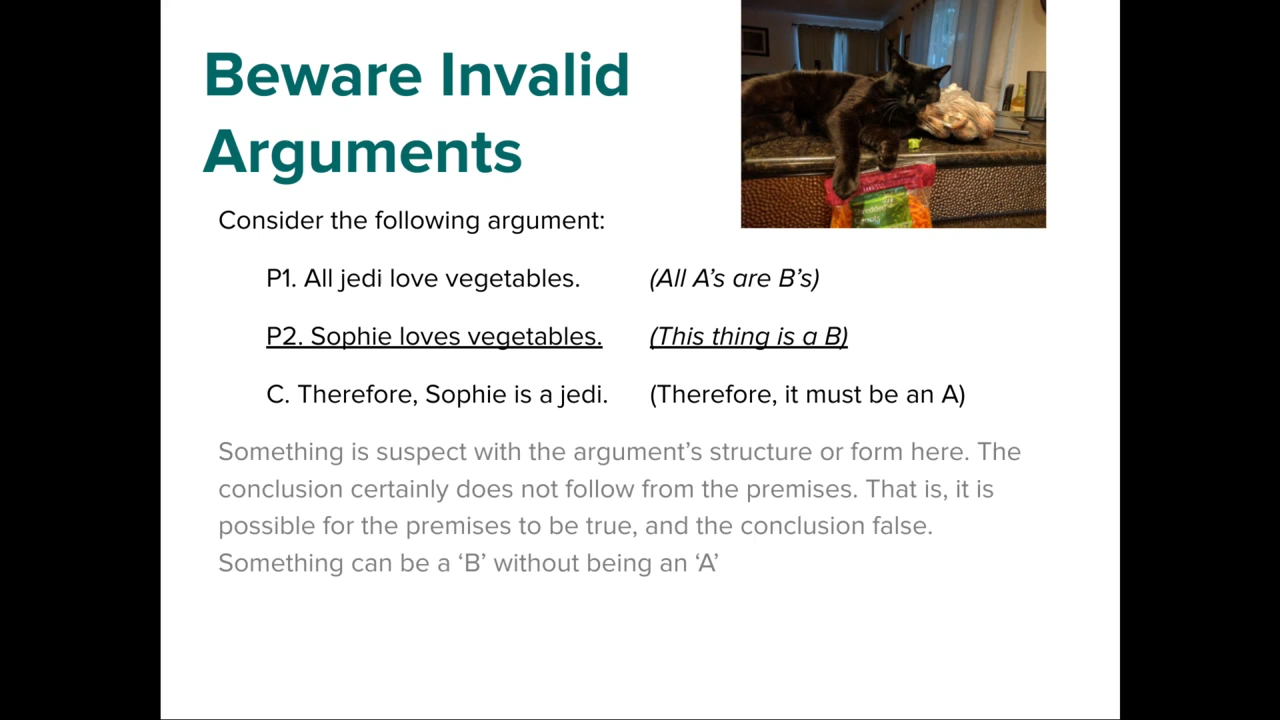 Beware Invalid
Arguments
Consider the following argument:
P1. All jedi love vegetables. (All A’s are B’s)
P2. Sophie loves vegetables. (This thing is a B)
C. Therefore, Sophie is a jedi. (Therefore, it must be an A)
Something is suspect with the argument’s structure or form here. The
conclusion certainly does not follow from the premises. That is, it is
possible for the premises to be true, and the conclusion false.
Something can be a ‘B’ without being an ‘A’
Shredded